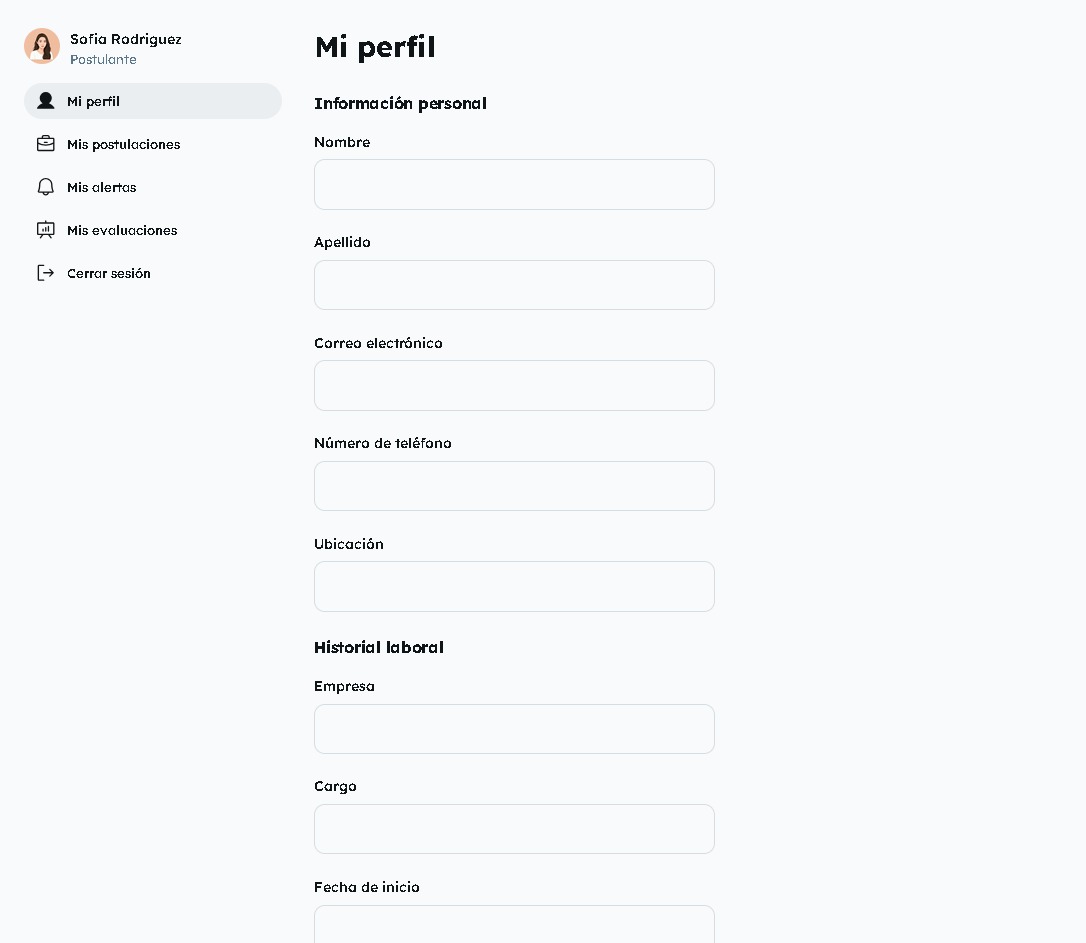 Sofia Rodriguez
Postulante
Mi perfil
Mis postulaciones
Mis alertas
Mis evaluaciones
Cerrar sesión
Mi perfil
Información personal
Nombre
Apellido
Correo electrónico
Número de teléfono
Ubicación
Historial laboral
Empresa
Cargo
Fecha de inicio